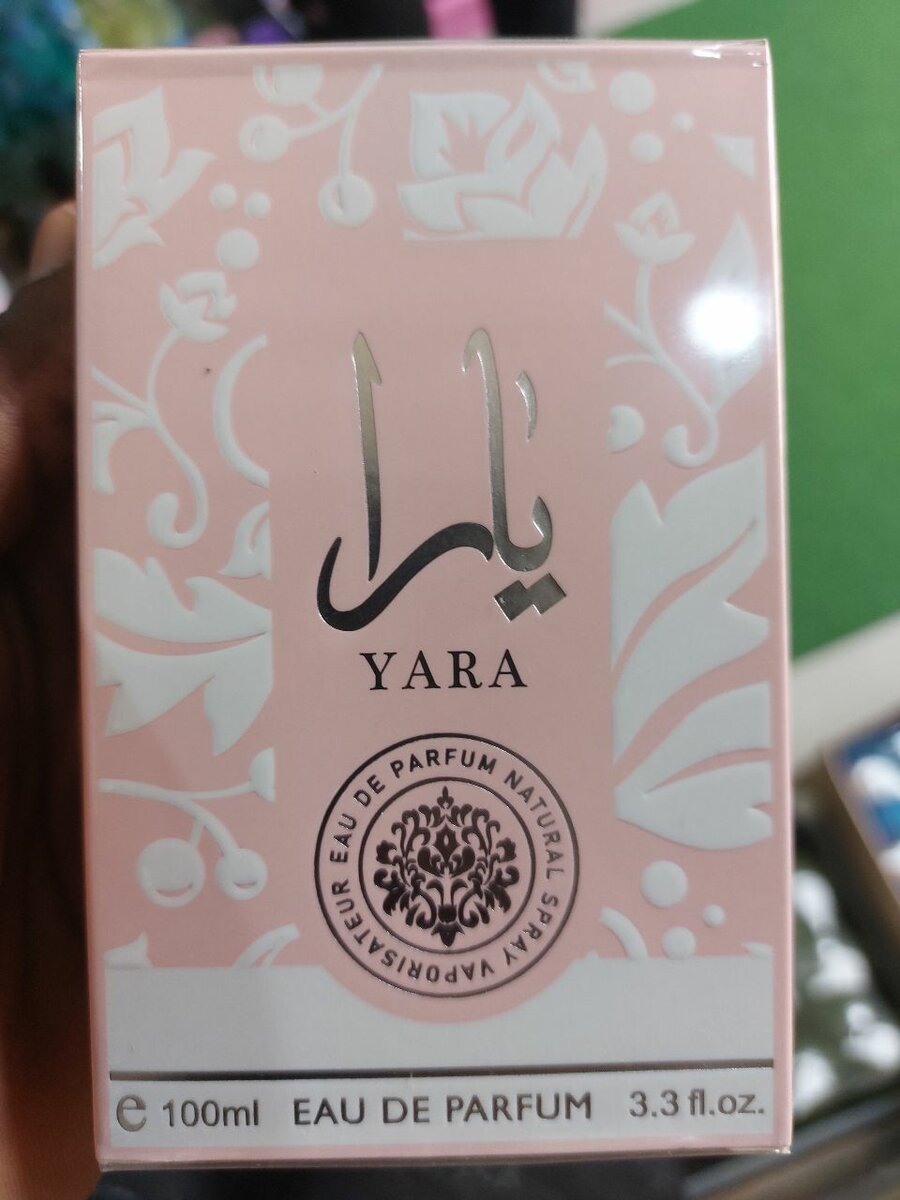 يارا
YARA
EAU DE PARFUM NATURAL SPRAY VAPORISATEUR
e 100ml EAU DE PARFUM 3.3 fl.oz.